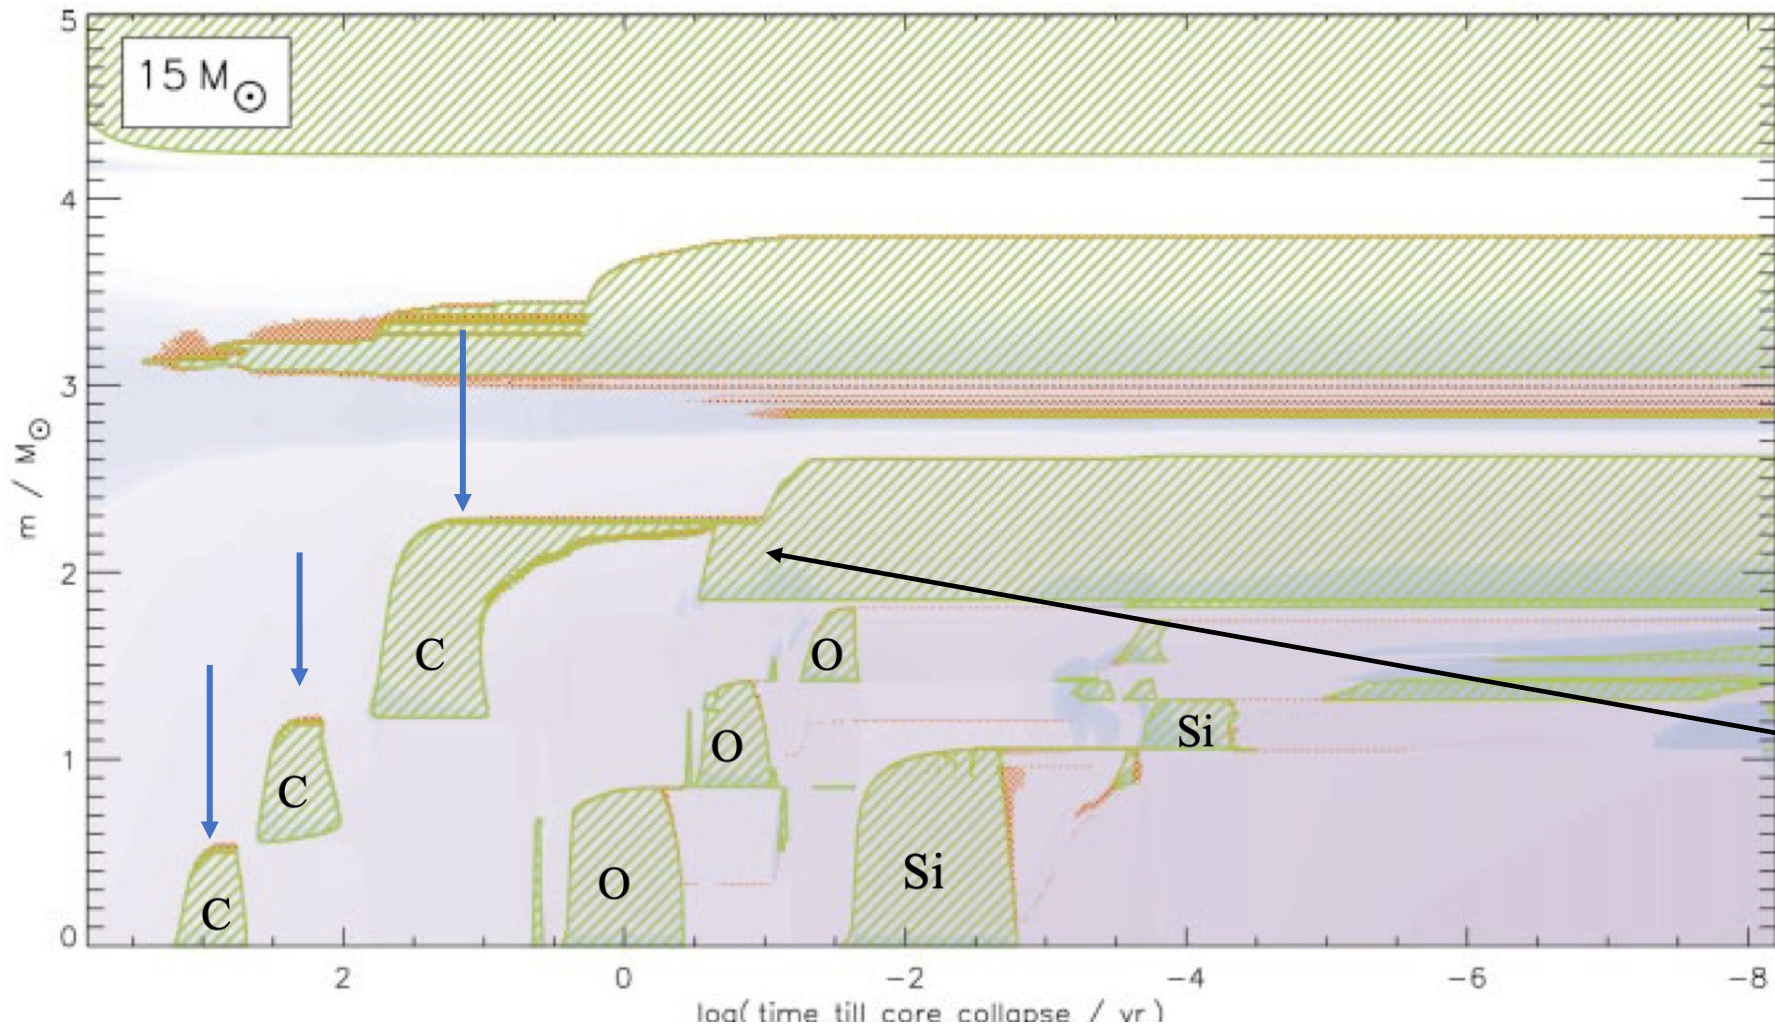 5
15 M☉
4
3
m / M☉
2
C
O
1
C
O
Si
C
O
Si
0
2
0
−2
−4
−6
−8
log( time till core collapse / yr)